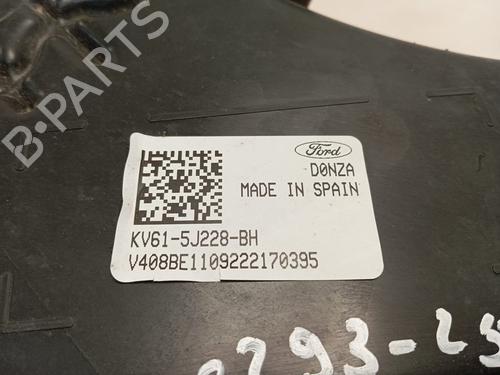 B-PARTS
Ford
D0NZA
MADE IN SPAIN
KV61-5J228-BH
V408BE1109222170395